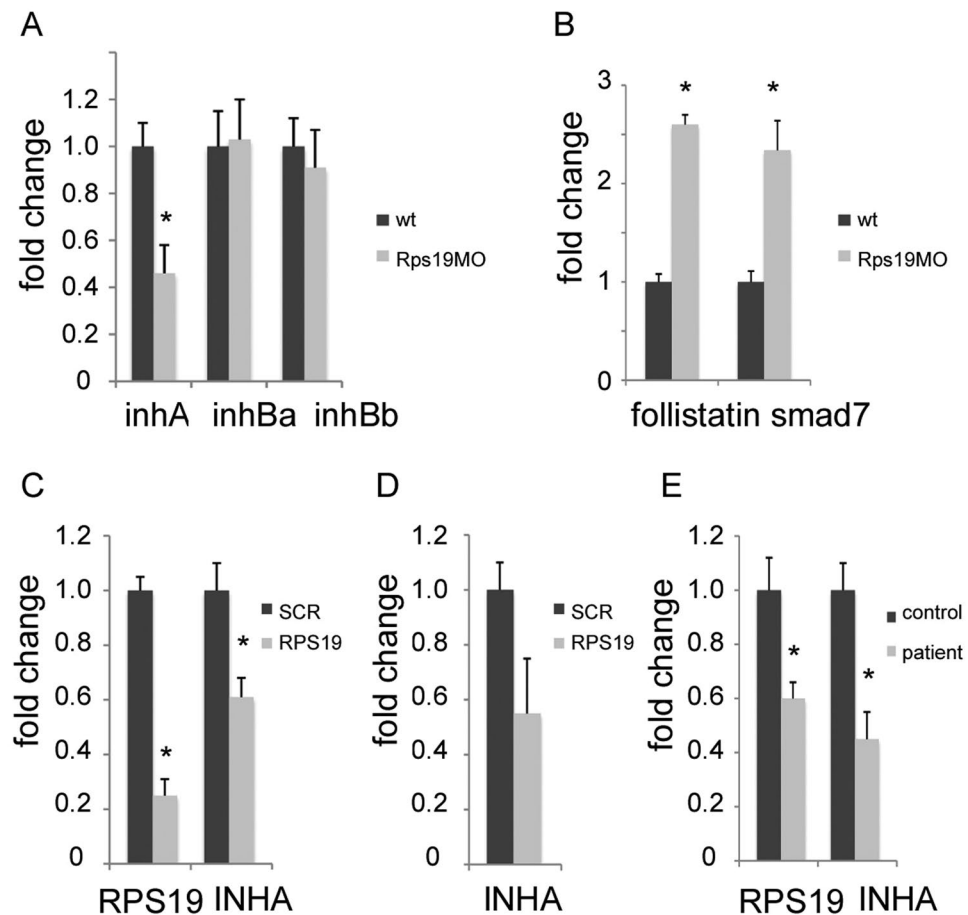 A
fold change
1.2
1.0
0.8
0.6
0.4
0.2
0
*
wt
Rps19MO
inhA inhBa inhBb
B
fold change
3
2
1
0
* *
wt
Rps19MO
follistatin smad7
C
fold change
1.2
1.0
0.8
0.6
0.4
0.2
0
*
*
SCR
RPS19
RPS19 INHA
D
fold change
1.2
1.0
0.8
0.6
0.4
0.2
0
SCR
RPS19
INHA
E
fold change
1.2
1.0
0.8
0.6
0.4
0.2
0
*
*
control
patient
RPS19 INHA